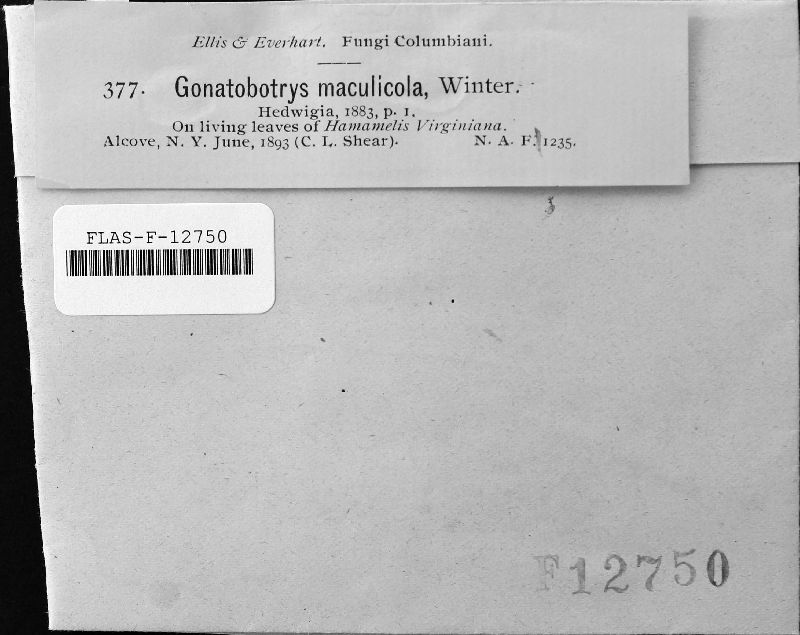 Ellis & Everhart. Fungi Columbiani.
377. Gonatobotrys maculicola, Winter.
Hedwigia, 1883, p. 1.
On living leaves of Hamamelis Virginiana.
Alcove, N. Y. June, 1893 (C. L. Shear). N. A. F. 1235.
FLAS-F-12750
F12750